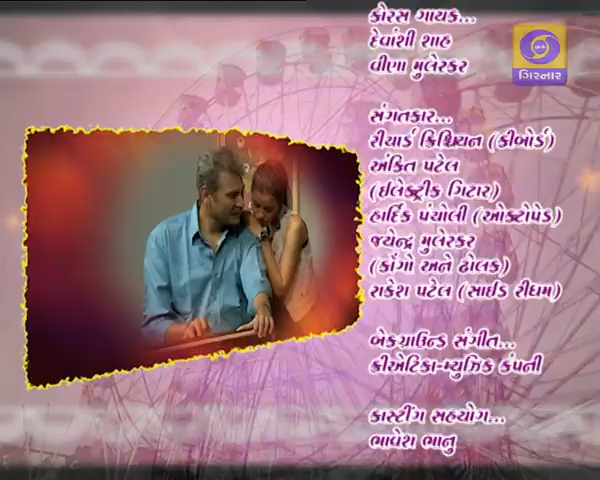 કોરસ ગાયક...
દેવાંશી શાહ
વીણા મુલેરકર
ગિરનાર
સંગતકાર...
રીચાર્ડ ક્રિશ્ચિયન (કીબોર્ડ)
અંકિત પટેલ
(ઈલેક્ટ્રીક ગિટાર)
હાર્દિક પંચોલી (ઓક્ટોપેડ)
જયેન્દ્ર મુલેરકર
(કોંગો અને ઢોલક)
રાકેશ પટેલ (સાઈડ રીધમ)
બેકગ્રાઉન્ડ સંગીત...
ક્રીએટિકા-મ્યુઝિક કંપની
કાસ્ટીંગ સહયોગ...
ભાવેશ ભાનુ